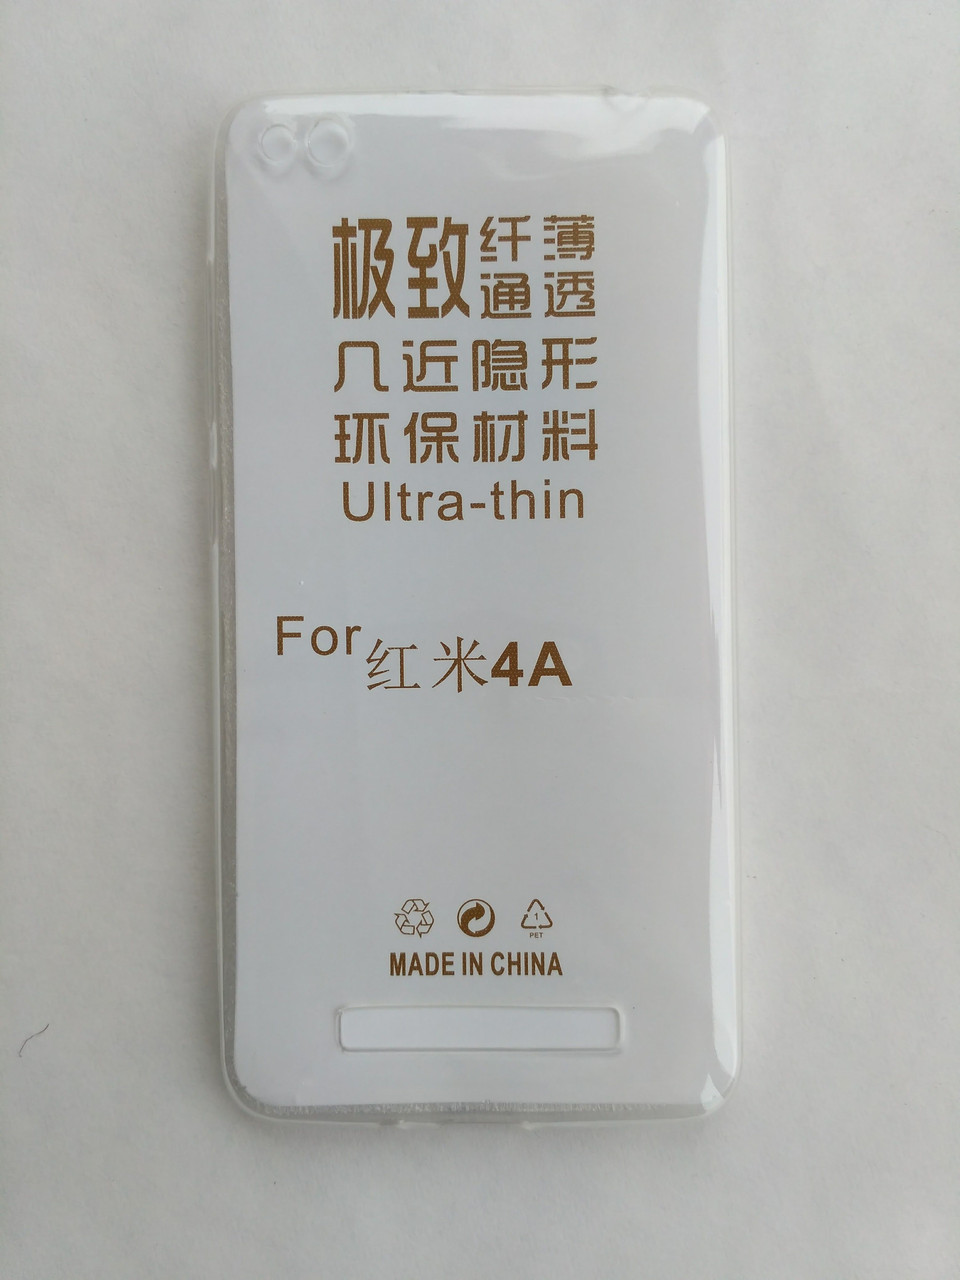 极致纤薄
通透
几近隐形
环保材料
Ultra-thin
For 红米4A
1
PET
MADE IN CHINA